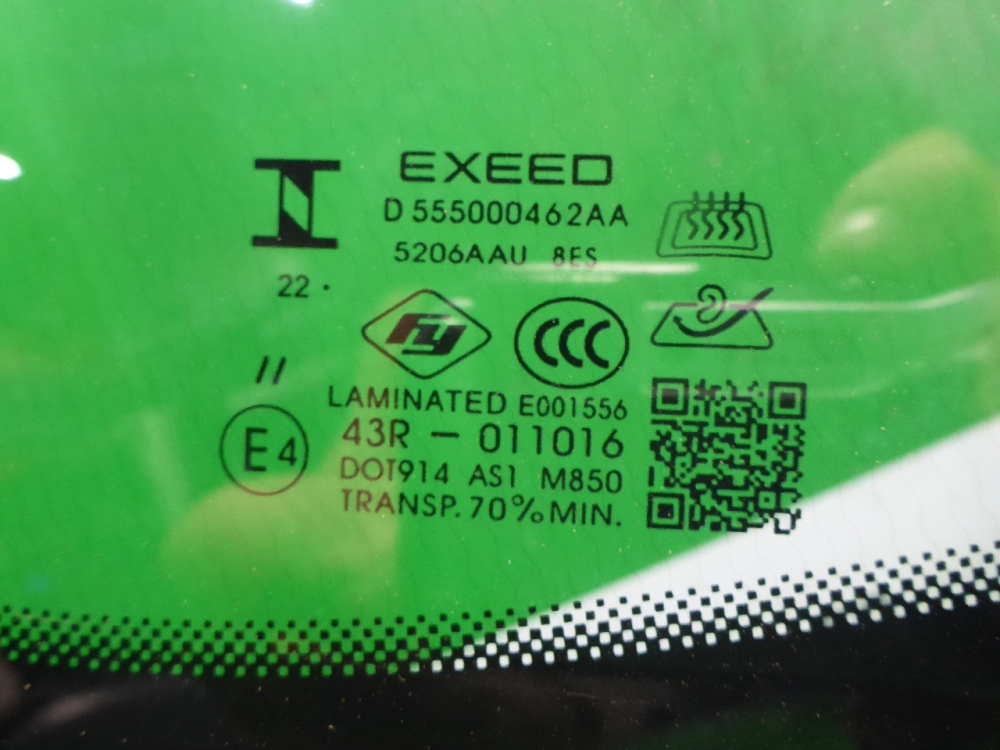 EXEED
D 555000462AA
5206AAU 8ES
22 .
fy
CCC
//
LAMINATED E001556
E4
43R - 011016
DOT914 AS1 M850
TRANSP. 70% MIN.